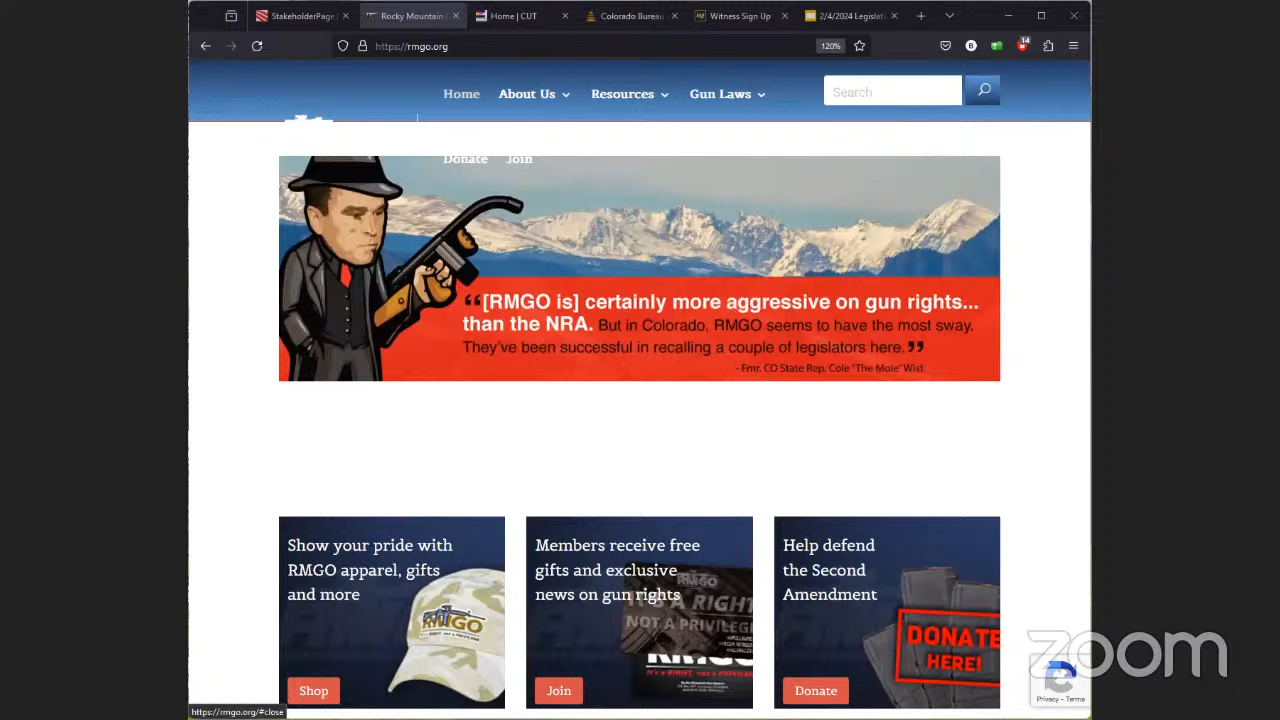 StakeholderPage
Rocky Mountain
Home | CUT
Colorado Bureau
Witness Sign Up
2/4/2024 Legislati
https://rmgo.org
120%
14
Home
About Us
Resources
Gun Laws
Search
Donate
Join
“[RMGO is] certainly more aggressive on gun rights...
than the NRA. But in Colorado, RMGO seems to have the most sway.
They’ve been successful in recalling a couple of legislators here.”
- Fmr. CO State Rep. Cole "The Mole" Wist
Show your pride with
RMGO apparel, gifts
and more
RMGO
Shop
Members receive free
gifts and exclusive
news on gun rights
RMGO
IT'S A RIGHT
NOT A PRIVILEGE
RMGO
Join
Help defend
the Second
Amendment
DONATE
HERE!
Donate
zoom
Privacy - Terms
https://rmgo.org/#close